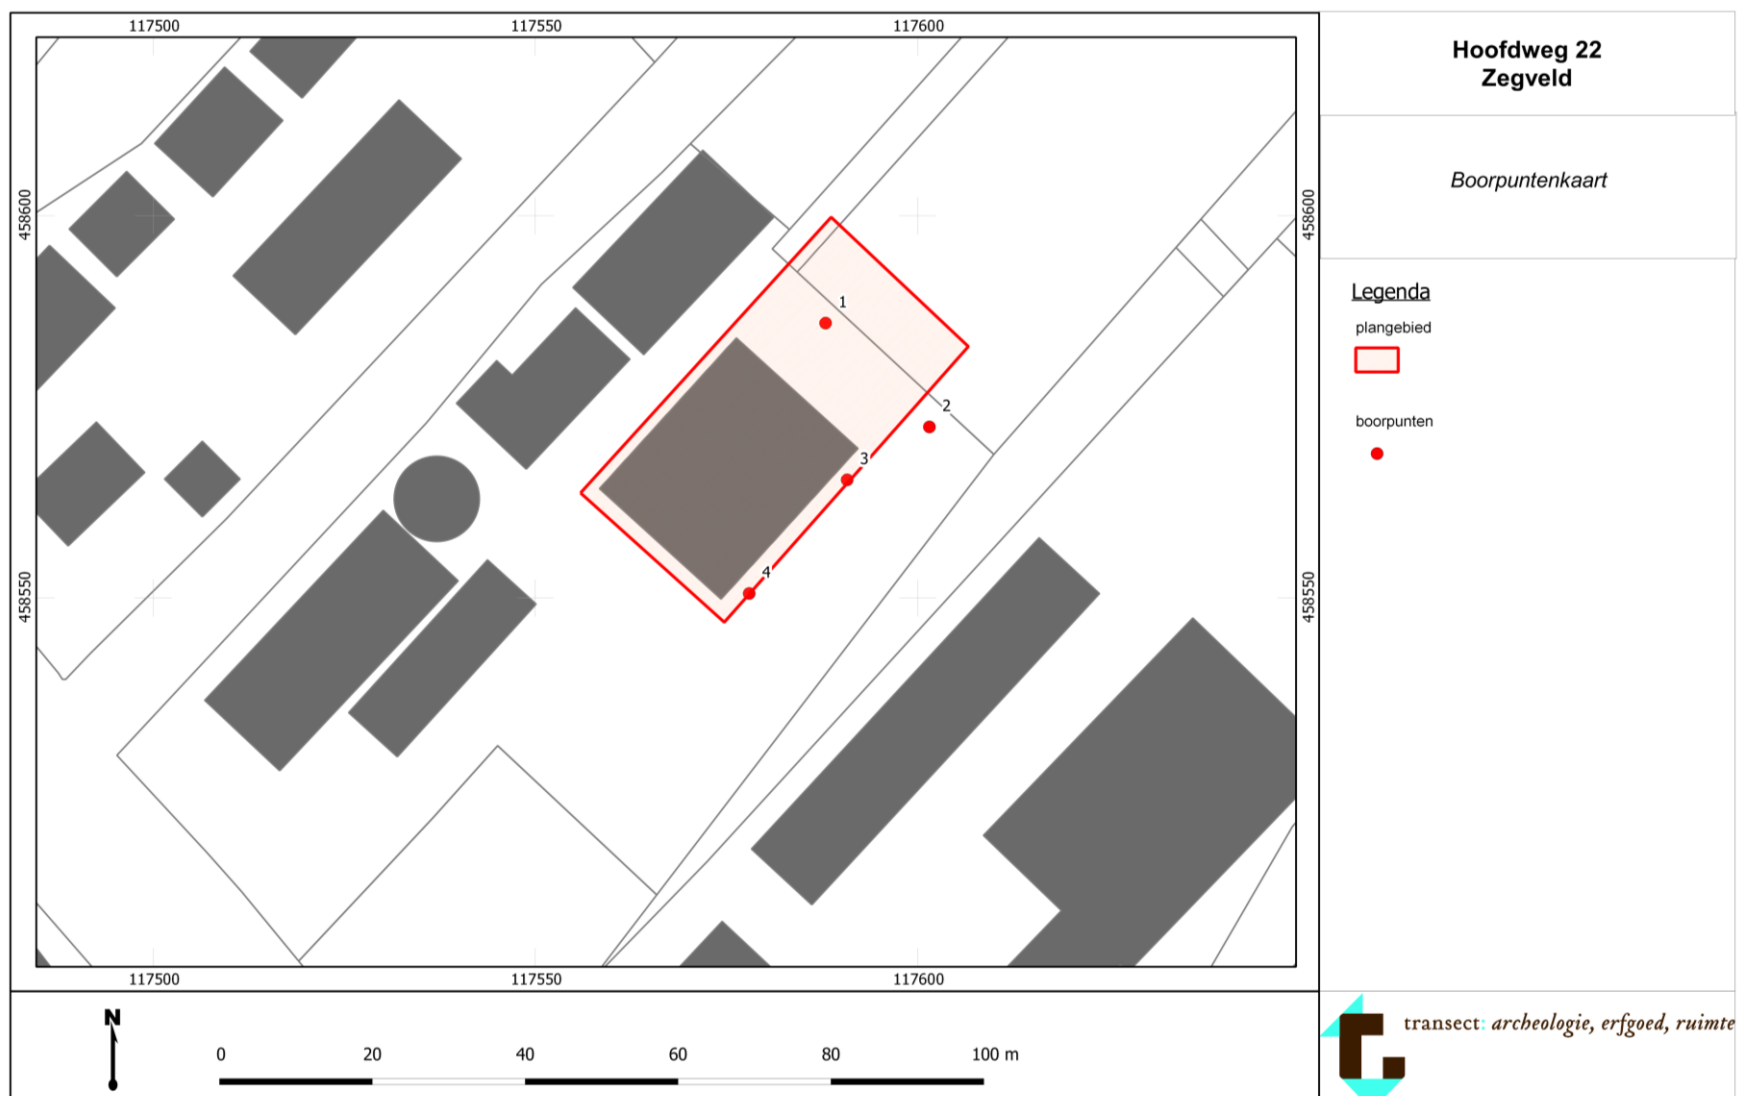 117500 117550 117600
458600 458600
458550 458550
1
2
3
4
117500 117550 117600
N
0 20 40 60 80 100 m
Hoofdweg 22
Zegveld
Boorpuntenkaart
Legenda
plangebied
boorpunten
transect: archeologie, erfgoed, ruimte